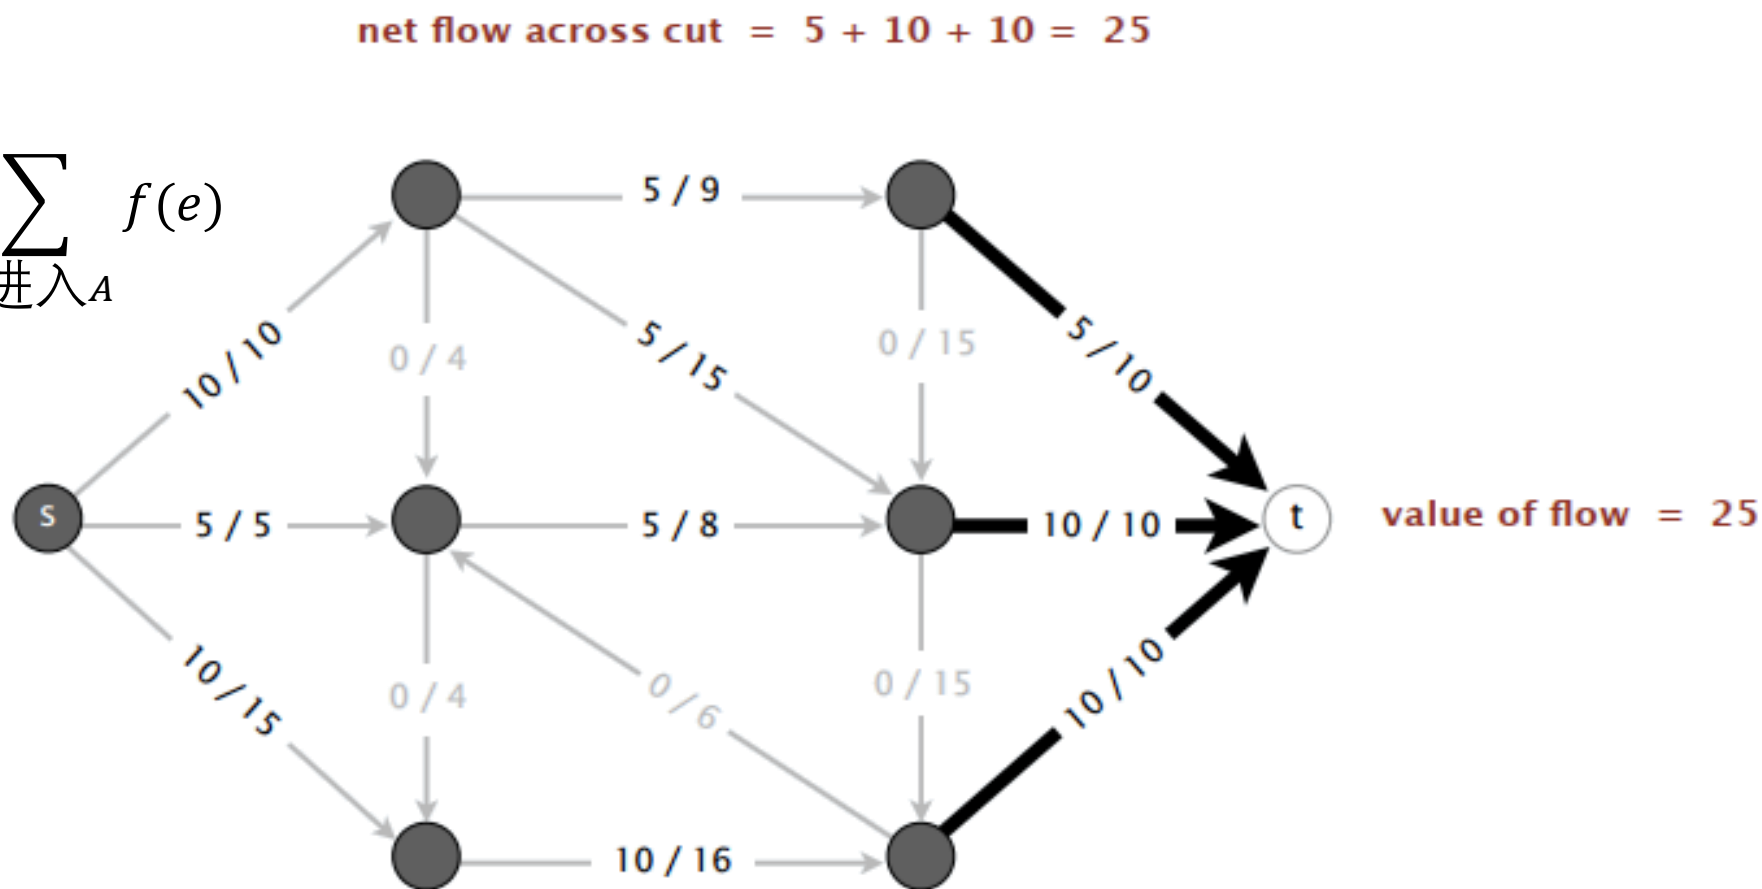 net flow across cut = 5 + 10 + 10 = 25
∑ f(e)
进入A
5 / 9
10 / 10
0 / 4
5 / 15
0 / 15
5 / 10
s
5 / 5
5 / 8
10 / 10
t
value of flow = 25
10 / 15
0 / 4
0 / 6
0 / 15
10 / 10
10 / 16